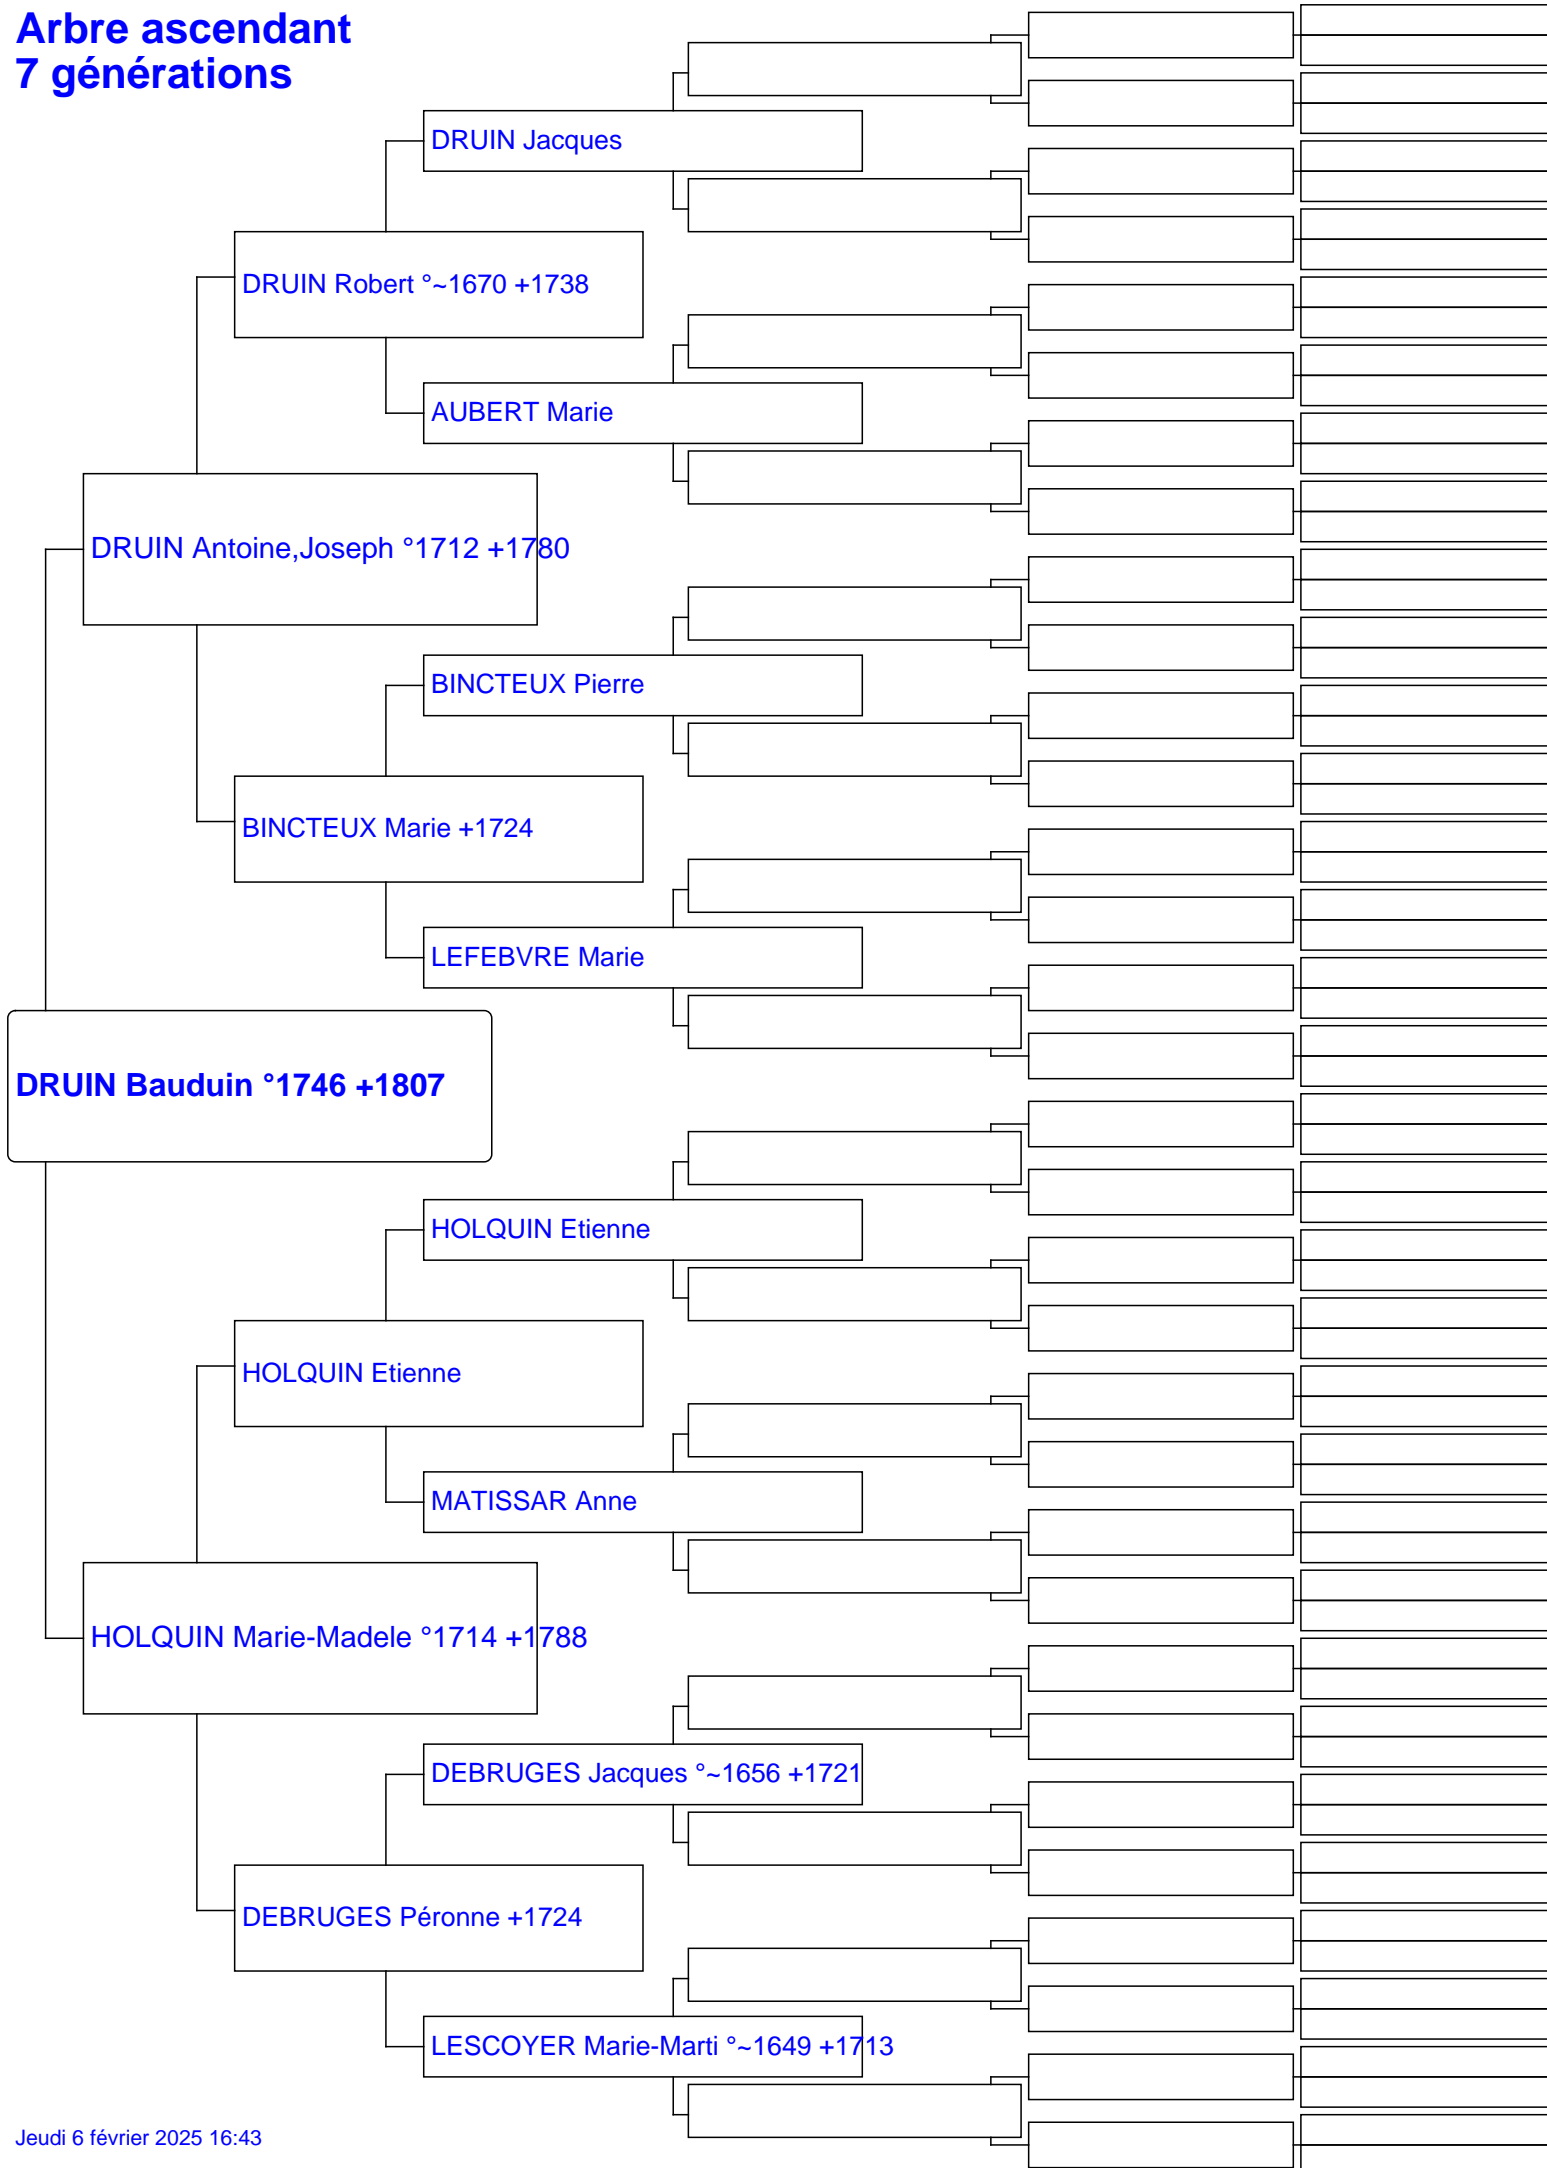 Arbre ascendant
7 générations
DRUIN Jacques
DRUIN Robert °~1670 +1738
AUBERT Marie
DRUIN Antoine,Joseph °1712 +1780
BINCTEUX Pierre
BINCTEUX Marie +1724
LEFEBVRE Marie
DRUIN Bauduin °1746 +1807
HOLQUIN Etienne
HOLQUIN Etienne
MATISSAR Anne
HOLQUIN Marie-Madele °1714 +1788
DEBRUGES Jacques °~1656 +1721
DEBRUGES Péronne +1724
LESCOYER Marie-Marti °~1649 +1713
Jeudi 6 février 2025 16:43